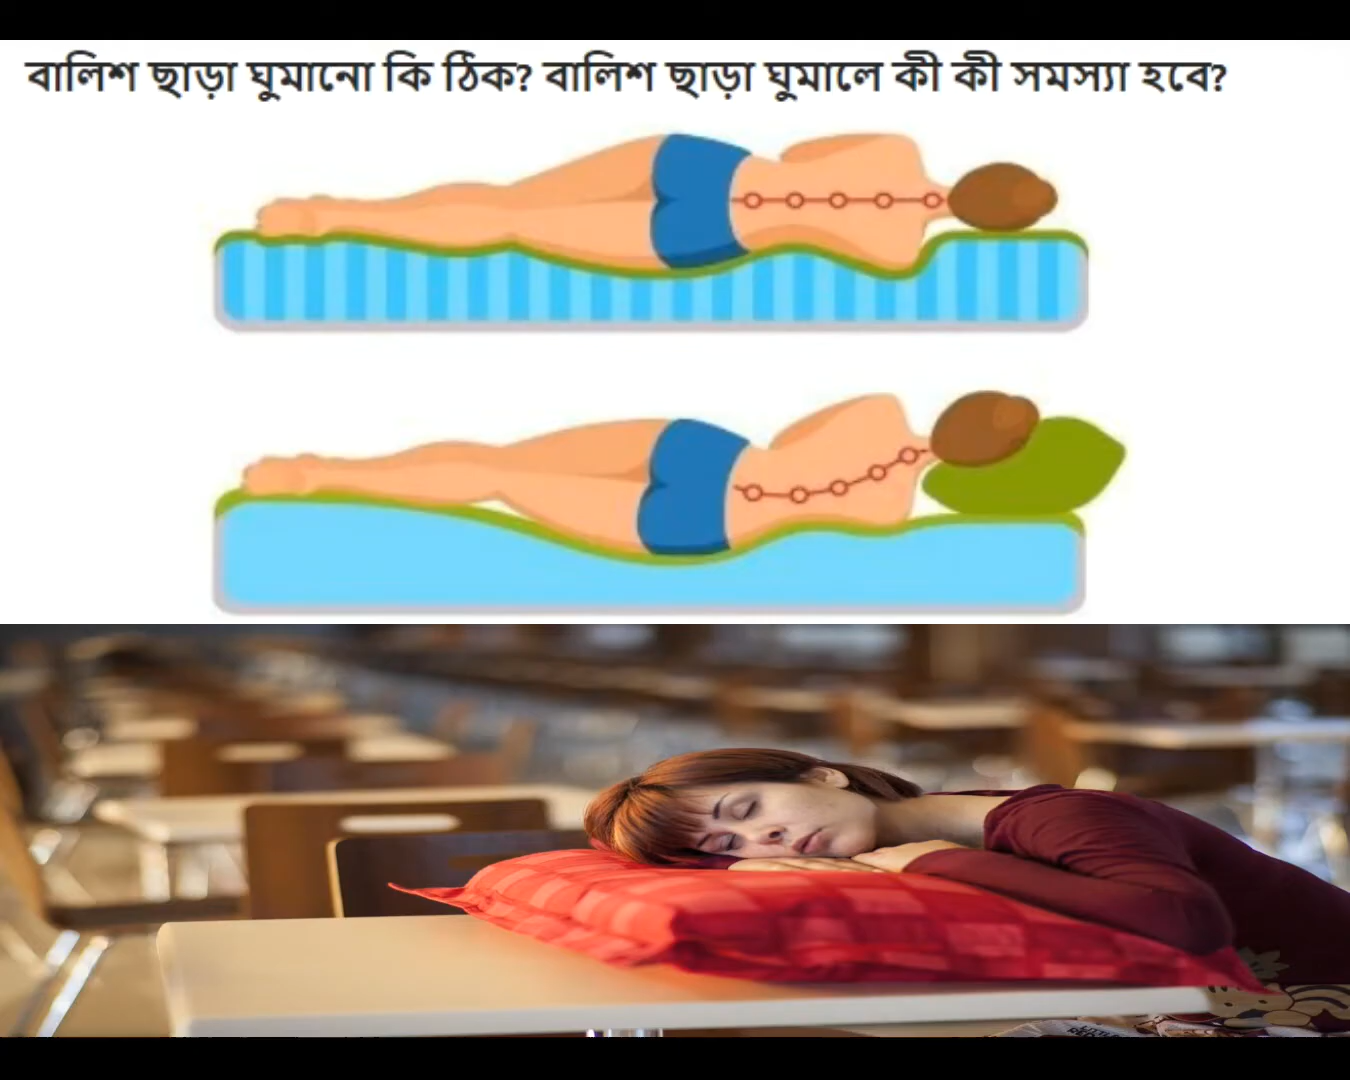 বালিশ ছাড়া ঘুমানো কি ঠিক? বালিশ ছাড়া ঘুমালে কী কী সমস্যা হবে?